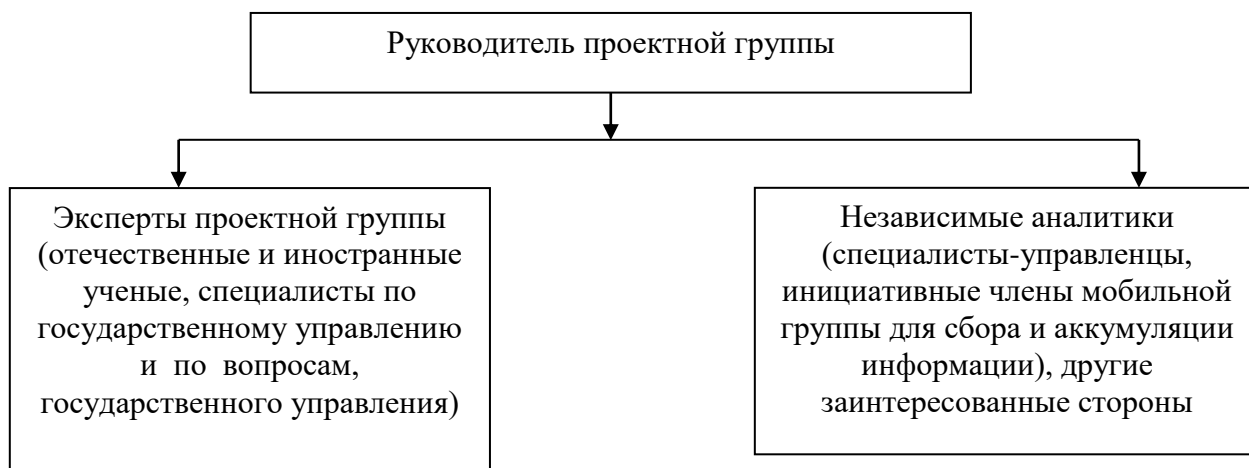 Руководитель проектной группы
Эксперты проектной группы
(отечественные и иностранные
ученые, специалисты по
государственному управлению
и по вопросам,
государственного управления)
Независимые аналитики
(специалисты-управленцы,
инициативные члены мобильной
группы для сбора и аккумуляции
информации), другие
заинтересованные стороны